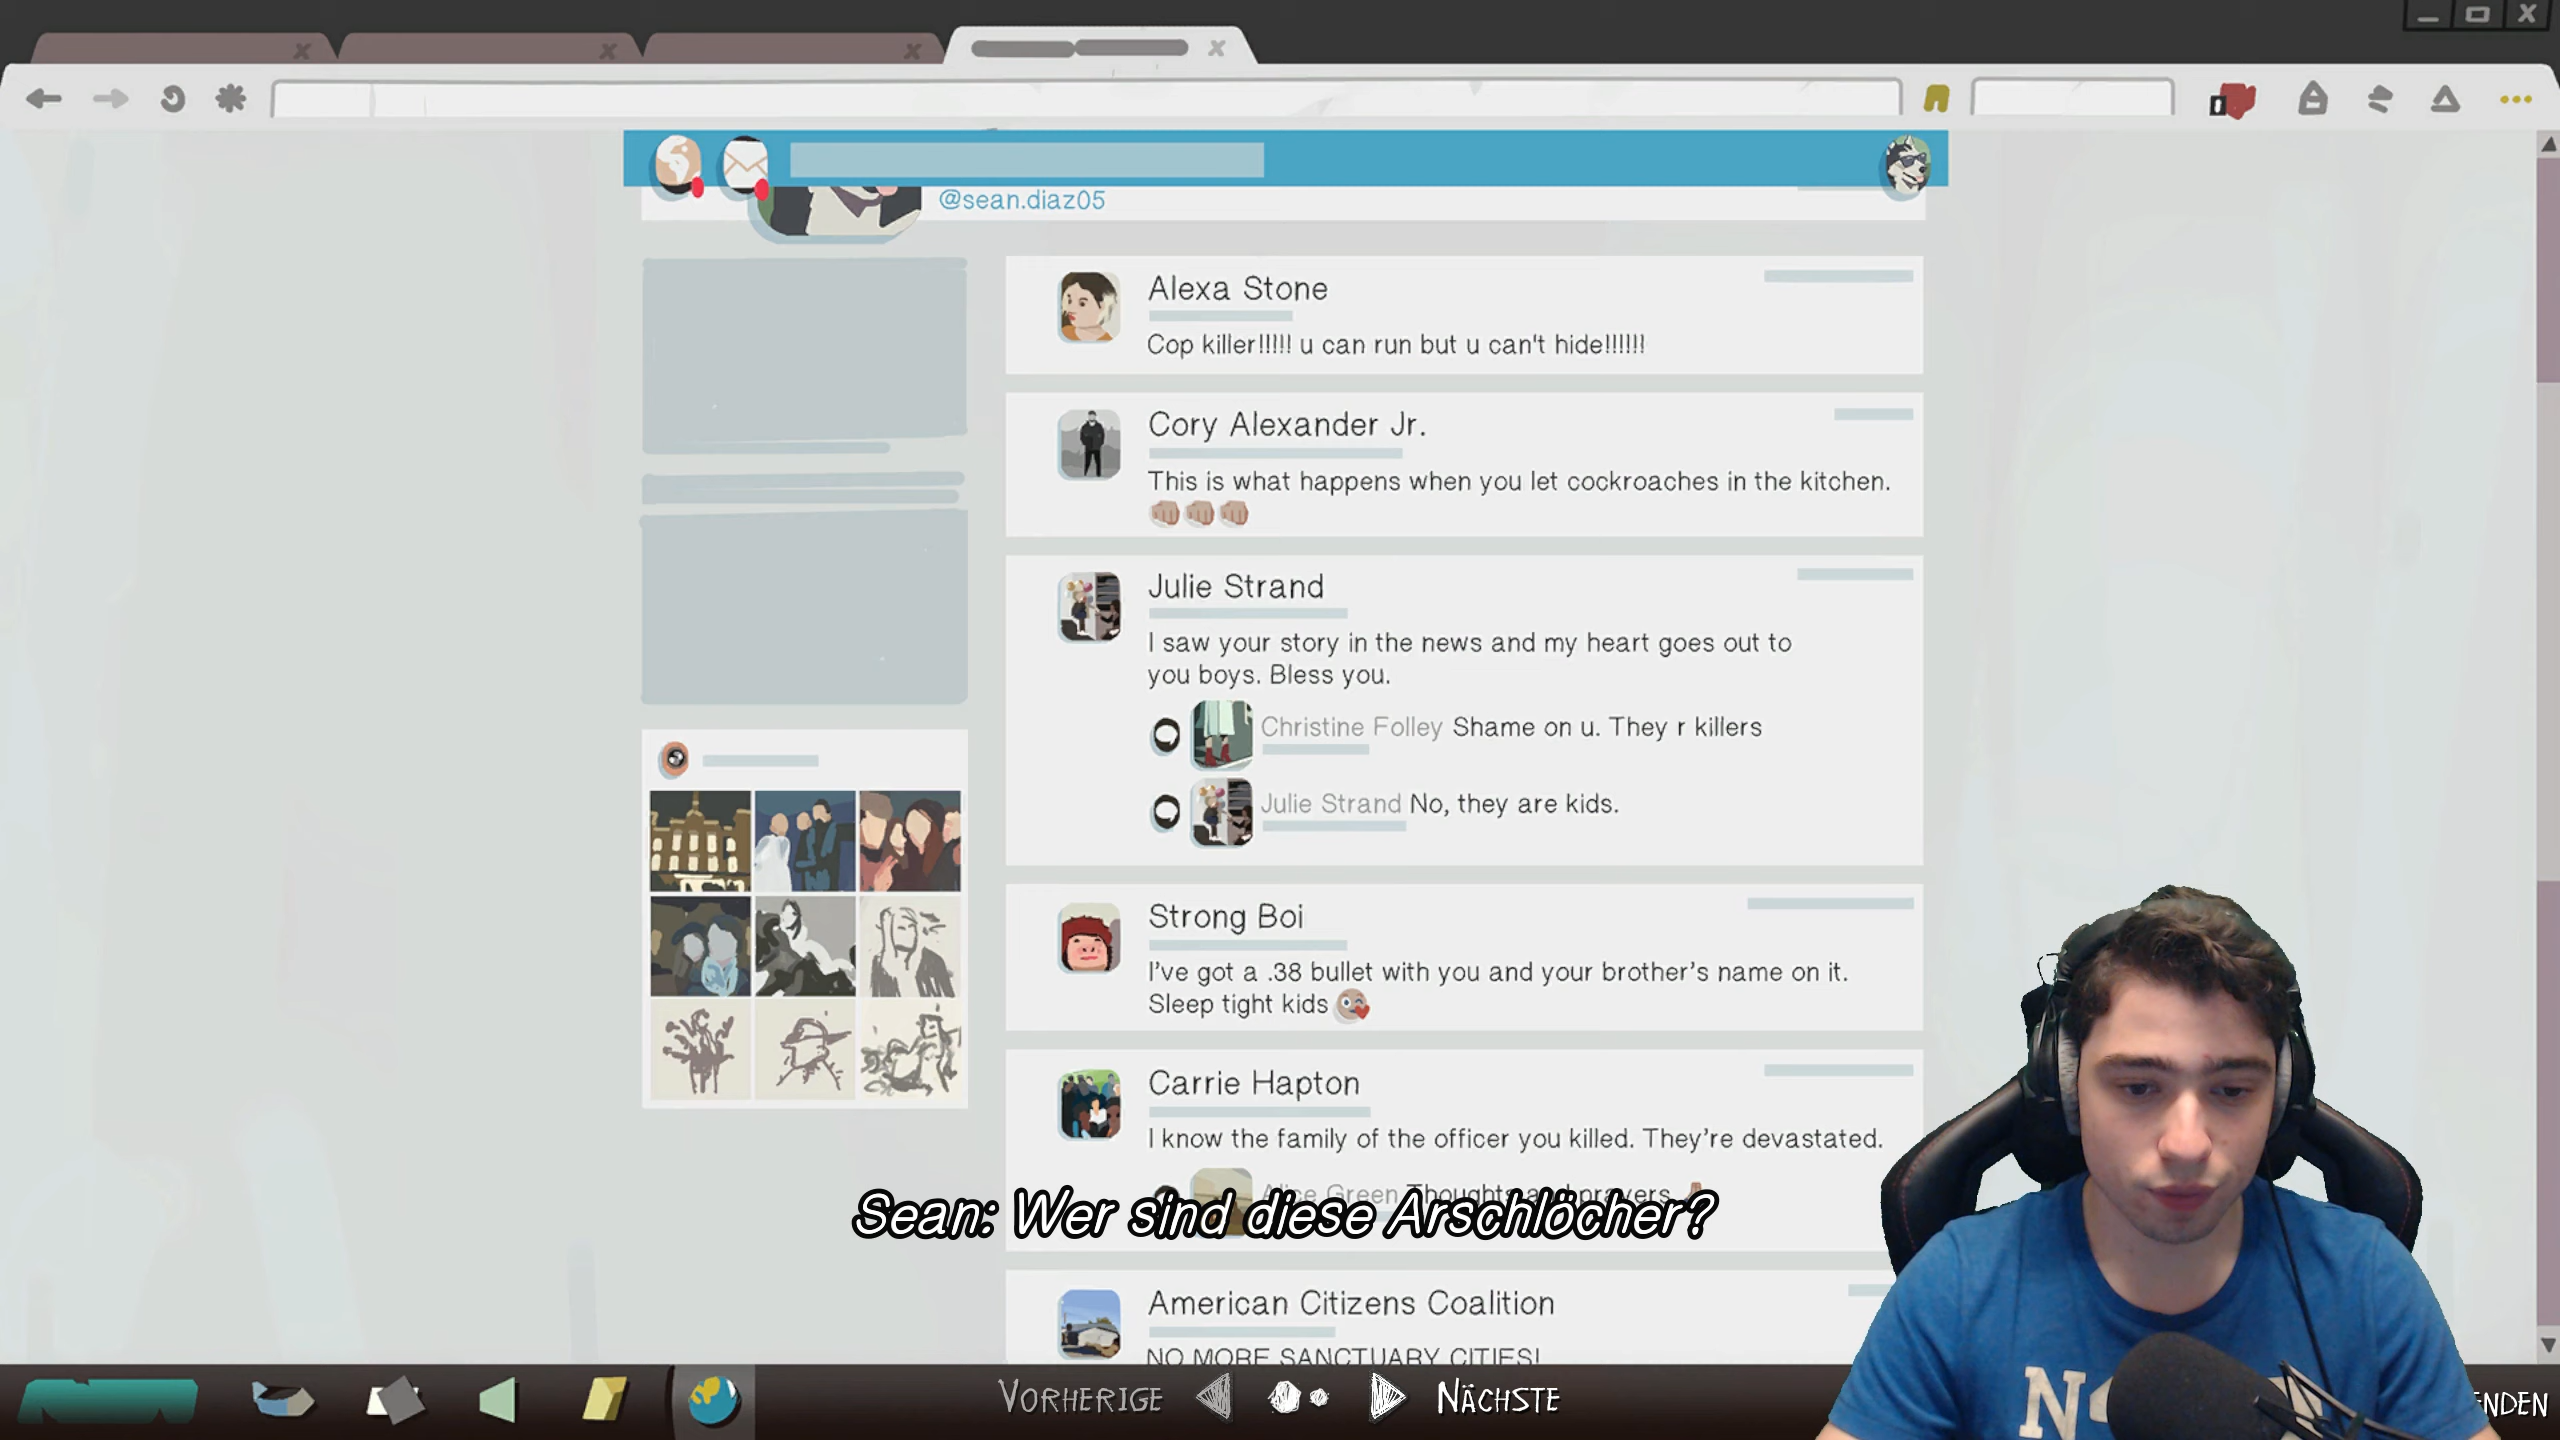 @sean.diaz05
Alexa Stone
Cop killer!!!!! u can run but u can't hide!!!!!!
Cory Alexander Jr.
This is what happens when you let cockroaches in the kitchen.
👊🏼👊🏼👊🏼
Julie Strand
I saw your story in the news and my heart goes out to
you boys. Bless you.
Christine Folley Shame on u. They r killers
Julie Strand No, they are kids.
Strong Boi
I've got a .38 bullet with you and your brother's name on it.
Sleep tight kids 😘
Carrie Hapton
I know the family of the officer you killed. They're devastated.
Alice Green Thoughts and prayers
Sean: Wer sind diese Arschlöcher?
American Citizens Coalition
NO MORE SANCTUARY CITIES!
VORHERIGE NÄCHSTE